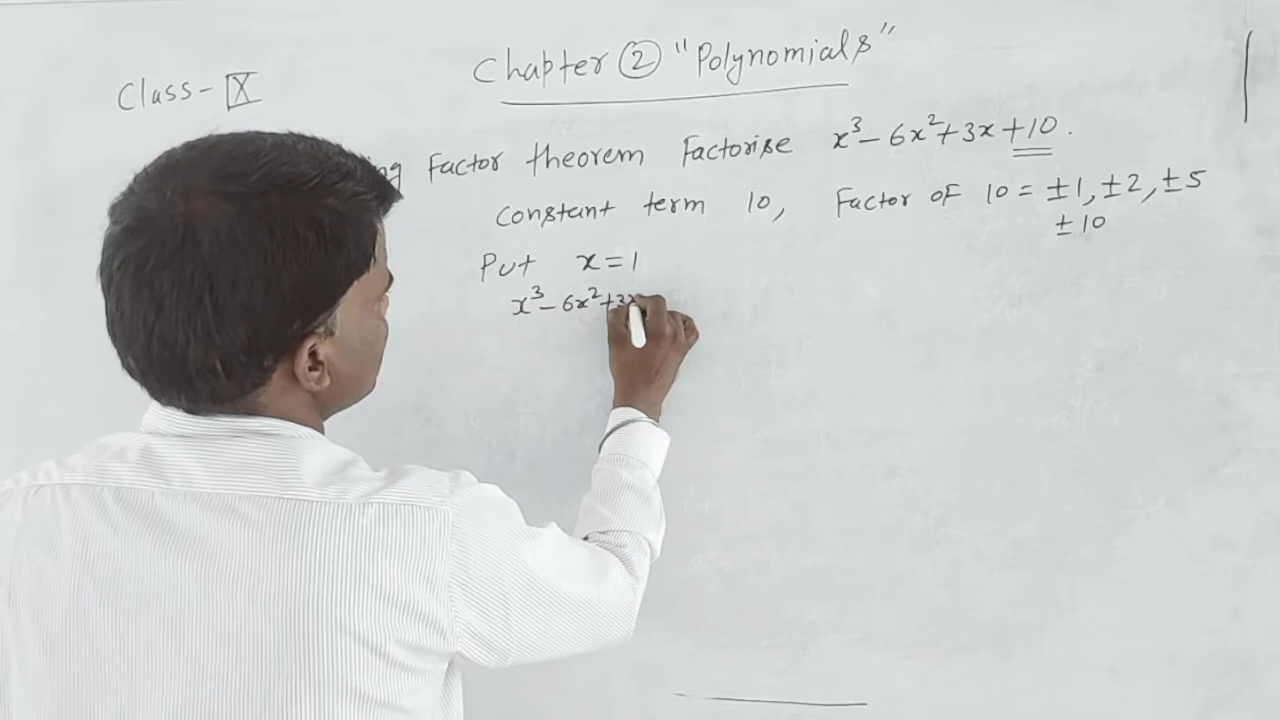 Chapter ② "Polynomials"
Class - X
Factor theorem Factorise x³ - 6x² + 3x + 10.
Constant term 10, Factor of 10 = ±1, ±2, ±5
±10
Put x = 1
x³ - 6x² + 3x